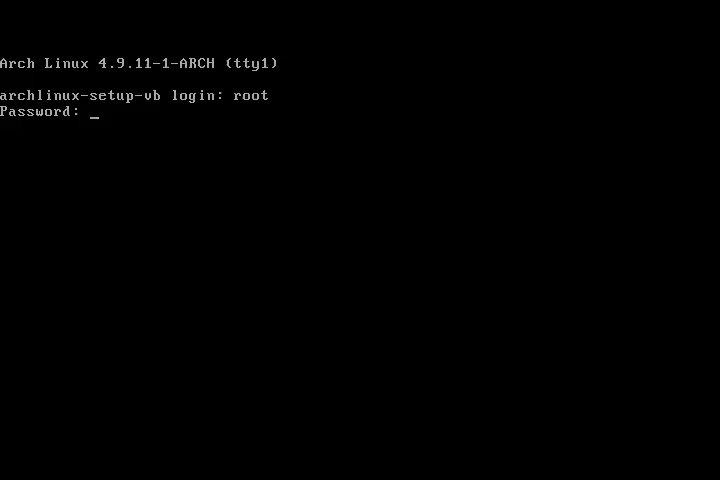 Arch Linux 4.9.11-1-ARCH (tty1)
archlinux-setup-vb login: root
Password: _